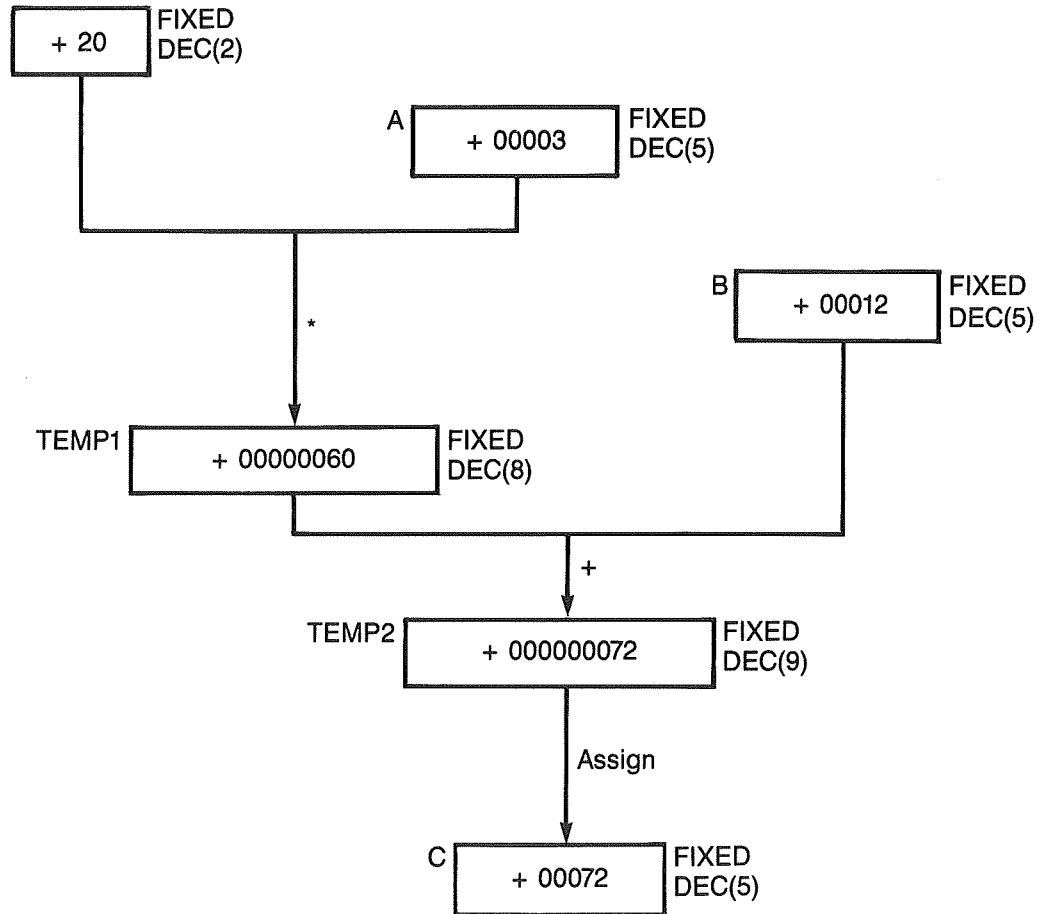 + 20
FIXED
DEC(2)
A
+ 00003
FIXED
DEC(5)
B
+ 00012
FIXED
DEC(5)
*
TEMP1
+ 00000060
FIXED
DEC(8)
+
TEMP2
+ 000000072
FIXED
DEC(9)
Assign
C
+ 00072
FIXED
DEC(5)